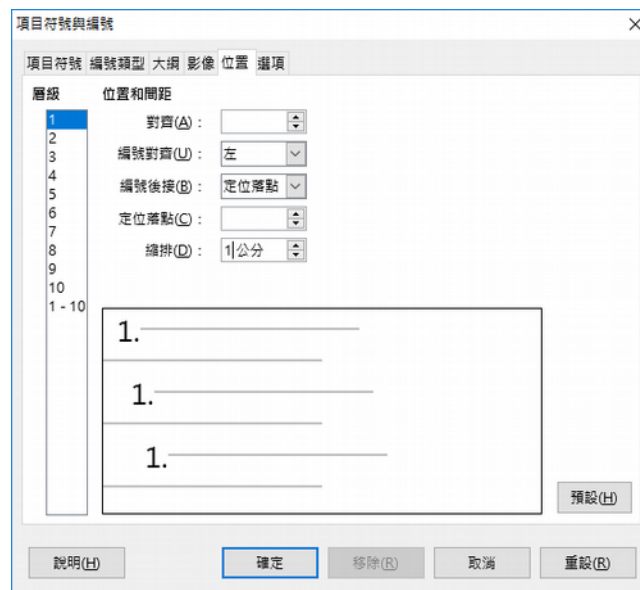 項目符號與編號
項目符號 編號類型 大綱 影像 位置 選項
層級 位置和間距
1
2
3
4
5
6
7
8
9
10
1 - 10
對齊(A)：
編號對齊(U)： 左
編號後接(B)： 定位落點
定位落點(C)：
縮排(D)： 1公分
1.
1.
1.
預設(H)
說明(H) 確定 移除(R) 取消 重設(R)